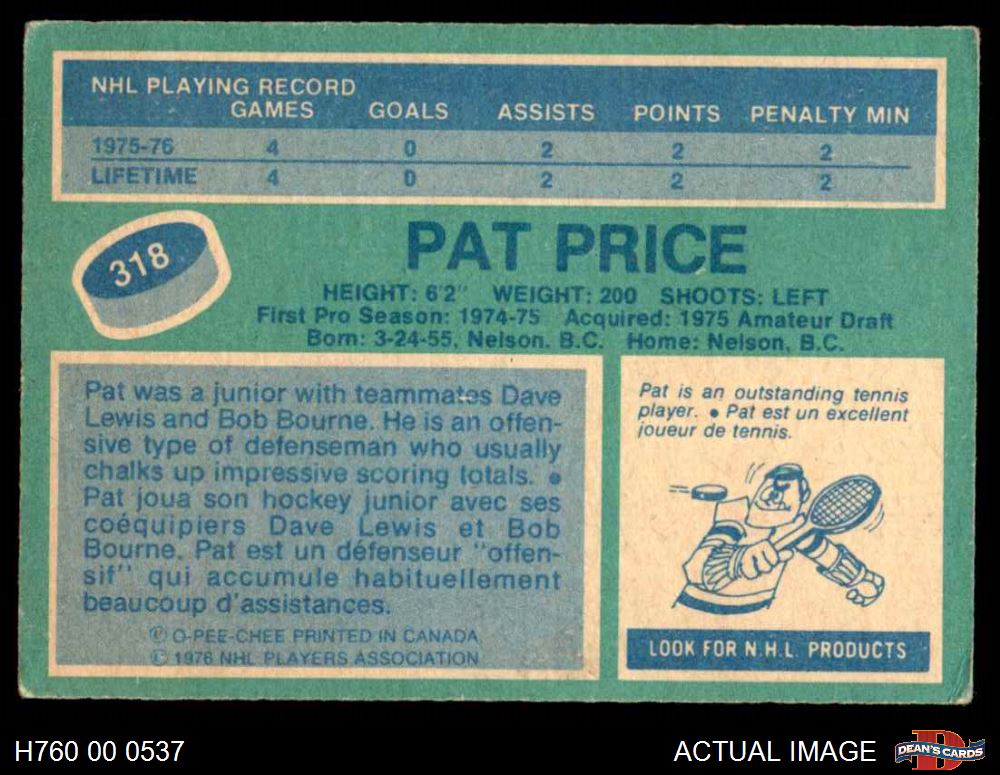 NHL PLAYING RECORD
GAMES GOALS ASSISTS POINTS PENALTY MIN
1975-76 4 0 2 2 2
LIFETIME 4 0 2 2 2
318
PAT PRICE
HEIGHT: 6'2" WEIGHT: 200 SHOOTS: LEFT
First Pro Season: 1974-75 Acquired: 1975 Amateur Draft
Born: 3-24-55, Nelson, B.C. Home: Nelson, B.C.
Pat was a junior with teammates Dave
Lewis and Bob Bourne. He is an offen-
sive type of defenseman who usually
chalks up impressive scoring totals. •
Pat joua son hockey junior avec ses
coéquipiers Dave Lewis et Bob
Bourne. Pat est un défenseur "offen-
sif" qui accumule habituellement
beaucoup d'assistances.
© O-PEE-CHEE PRINTED IN CANADA
© 1976 NHL PLAYERS ASSOCIATION
Pat is an outstanding tennis
player. • Pat est un excellent
joueur de tennis.
LOOK FOR N.H.L. PRODUCTS
H760 00 0537
ACTUAL IMAGE
D
DEAN'S CARDS